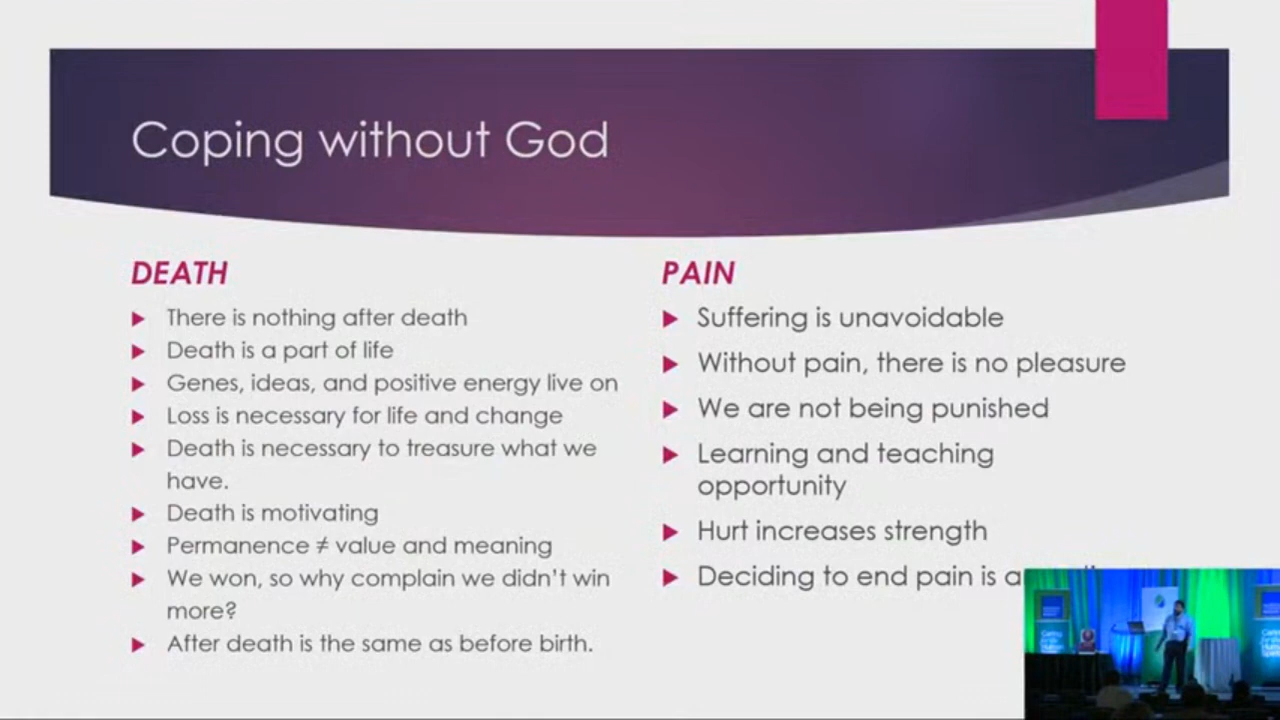 Coping without God
DEATH
There is nothing after death
Death is a part of life
Genes, ideas, and positive energy live on
Loss is necessary for life and change
Death is necessary to treasure what we
have.
Death is motivating
Permanence ≠ value and meaning
We won, so why complain we didn't win
more?
After death is the same as before birth.
PAIN
Suffering is unavoidable
Without pain, there is no pleasure
We are not being punished
Learning and teaching
opportunity
Hurt increases strength
Deciding to end pain is a